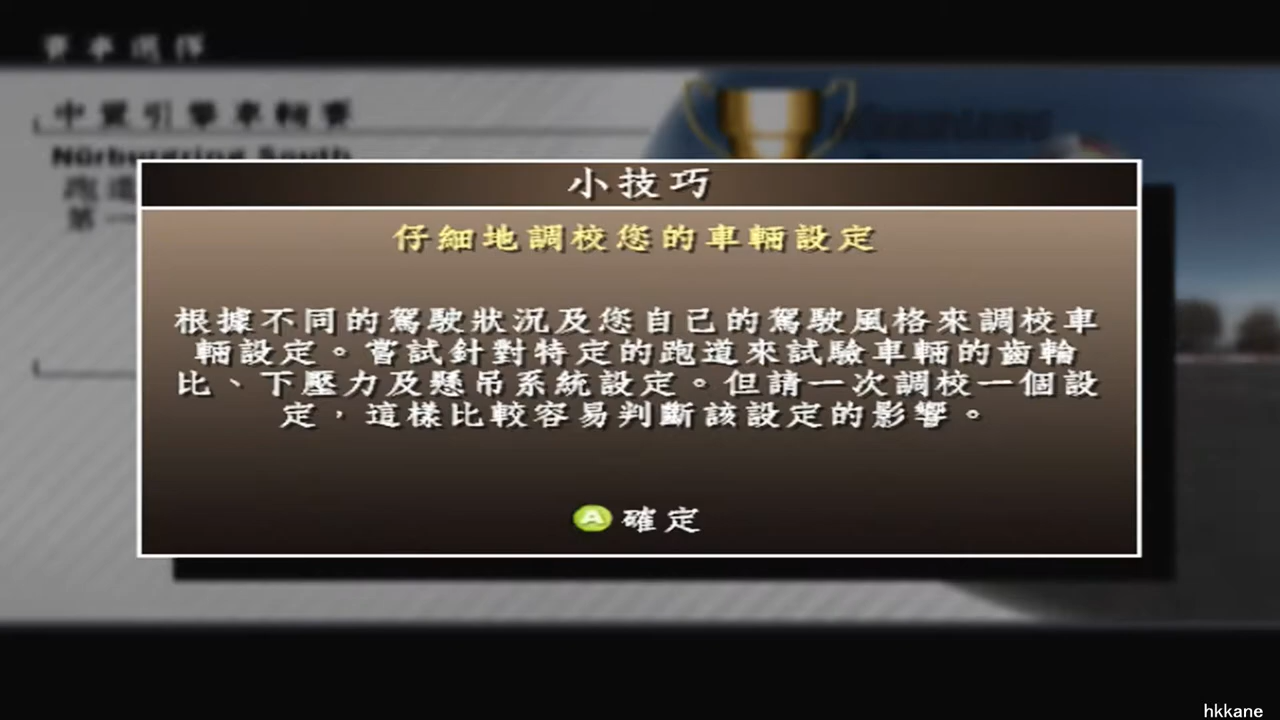 賽車選擇
中置引擎車輛賽
Nürburgring South
小技巧
仔細地調校您的車輛設定
根據不同的駕駛狀況及您自己的駕駛風格來調校車
輛設定。嘗試針對特定的跑道來試驗車輛的齒輪
比、下壓力及懸吊系統設定。但請一次調校一個設
定，這樣比較容易判斷該設定的影響。
A 確定
hkkane